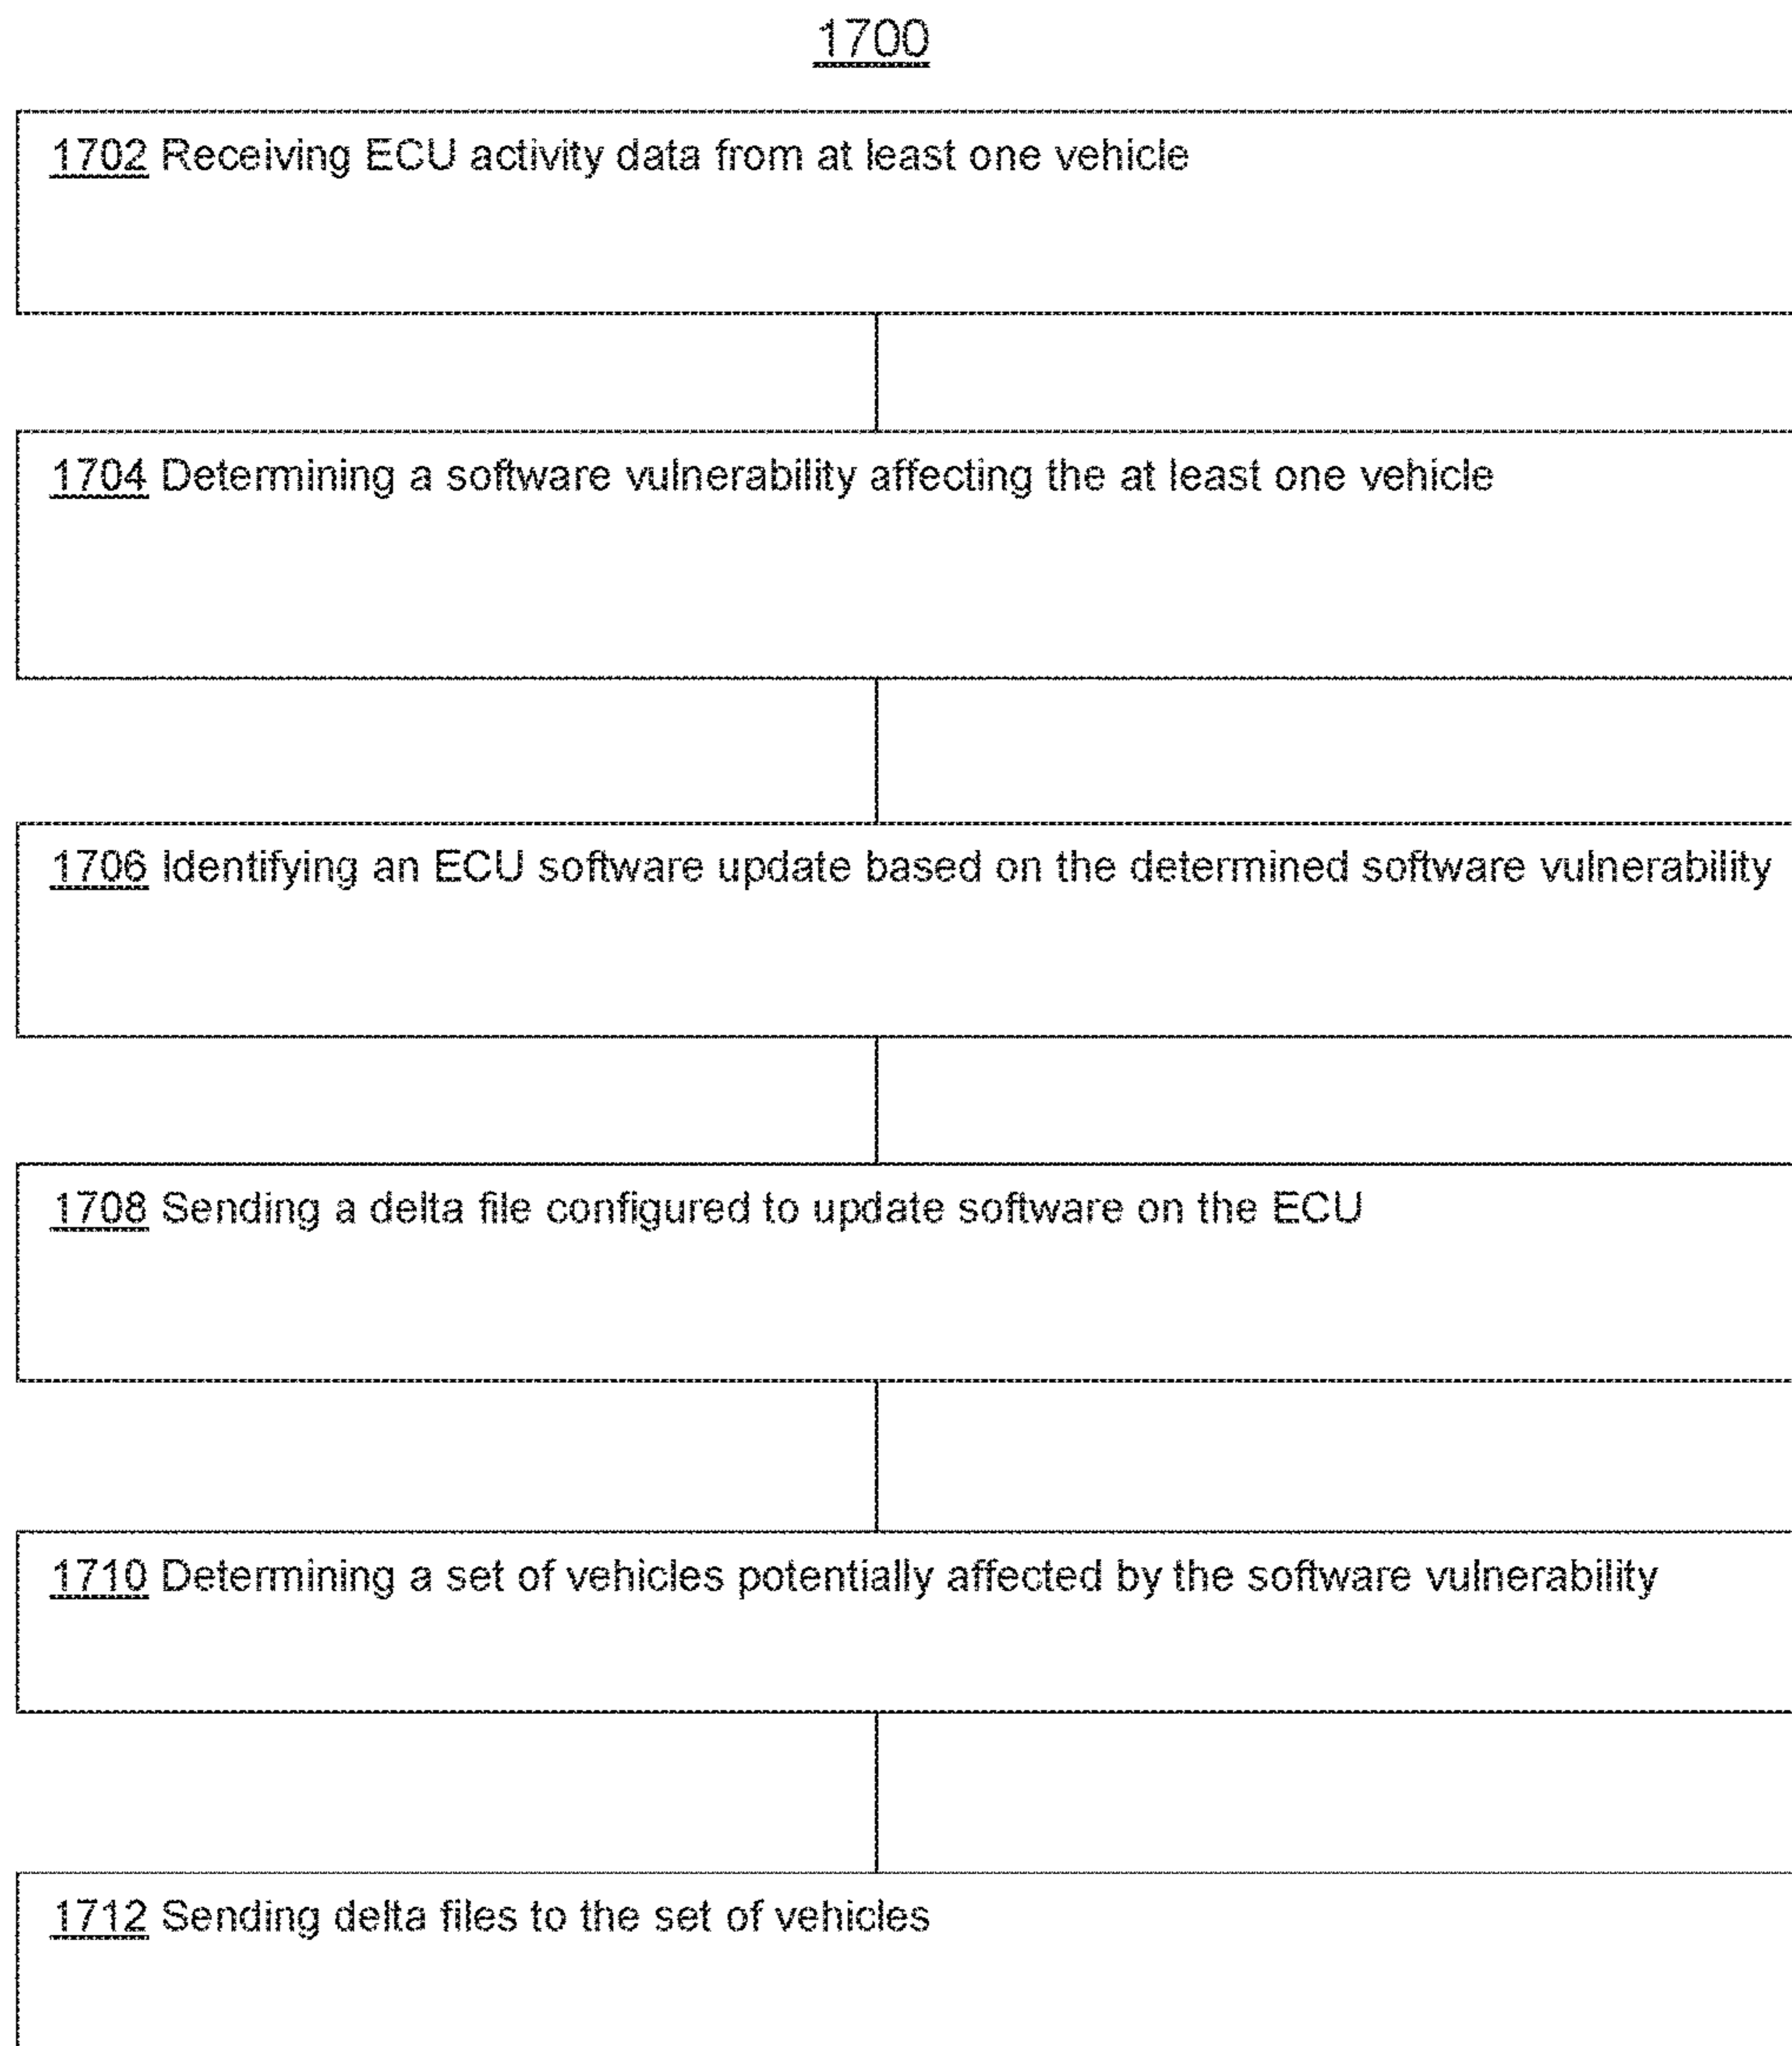 1700
1702 Receiving ECU activity data from at least one vehicle
1704 Determining a software vulnerability affecting the at least one vehicle
1706 Identifying an ECU software update based on the determined software vulnerability
1708 Sending a delta file configured to update software on the ECU
1710 Determining a set of vehicles potentially affected by the software vulnerability
1712 Sending delta files to the set of vehicles